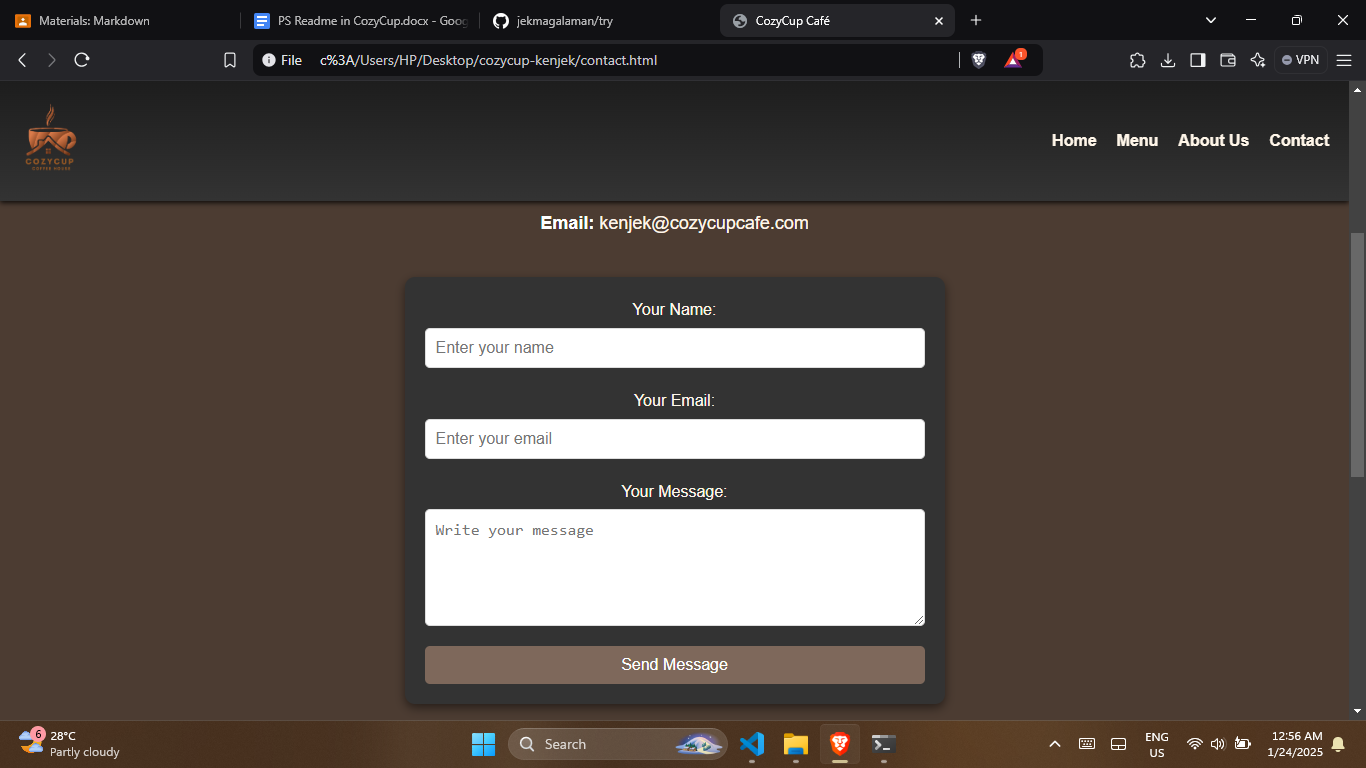 Materials: Markdown
PS Readme in CozyCup.docx - Goog
jekmagalaman/try
CozyCup Café
File
c%3A/Users/HP/Desktop/cozycup-kenjek/contact.html
1
VPN
COZYCUP
COFFEE HOUSE
Home
Menu
About Us
Contact
Email: kenjek@cozycupcafe.com
Your Name:
Enter your name
Your Email:
Enter your email
Your Message:
Write your message
Send Message
6
28°C
Partly cloudy
Search
ENG
US
12:56 AM
1/24/2025